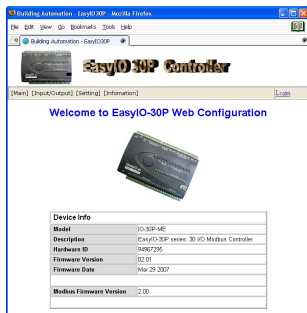 Building Automation - EasyIO30P - Mozilla Firefox
File Edit View Go Bookmarks Tools Help
Building Automation - EasyIO30P
EasyIO 30P Controller
[Main] [Input/Output] [Setting] [Infomation]
Login
Welcome to EasyIO-30P Web Configuration
Device Info
Model IO-30P-ME
Description EasyIO-30P series: 30 I/O Modbus Controller
Hardware ID 94967295
Firmware Version 02.01
Firmware Date Mar 29 2007
Modbus Firmware Version 2.00